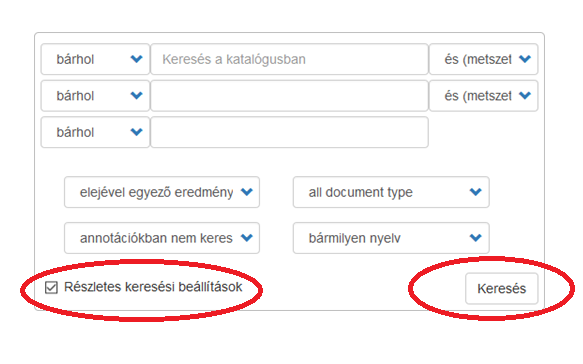 bárhol Keresés a katalógusban és (metszet
bárhol és (metszet
bárhol
elejével egyező eredmény all document type
annotációkban nem keres bármilyen nyelv
Részletes keresési beállítások Keresés